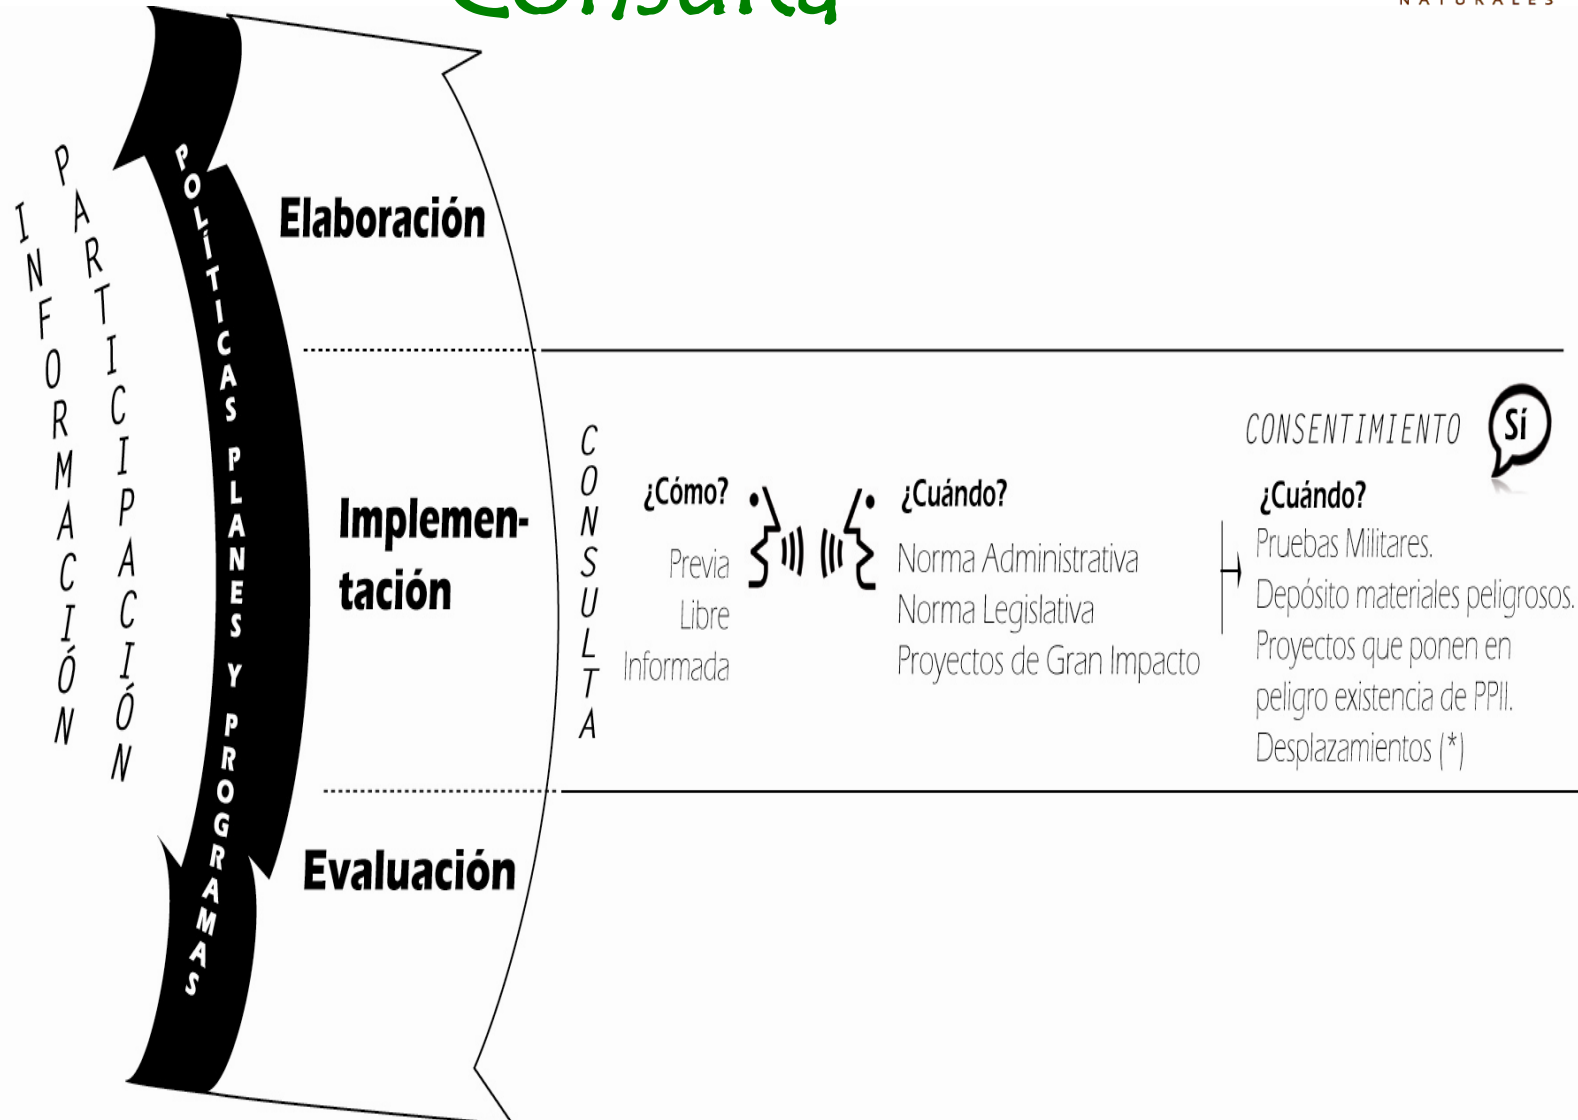 Consulta
NATURALES
INFORMACIÓN
PARTICIPACIÓN
POLÍTICAS PLANES Y PROGRAMAS
Elaboración
Implemen-
tación
Evaluación
CONSULTA
¿Cómo?
Previa
Libre
Informada
¿Cuándo?
Norma Administrativa
Norma Legislativa
Proyectos de Gran Impacto
CONSENTIMIENTO
Sí
¿Cuándo?
Pruebas Militares.
Depósito materiales peligrosos.
Proyectos que ponen en
peligro existencia de PPII.
Desplazamientos (*)